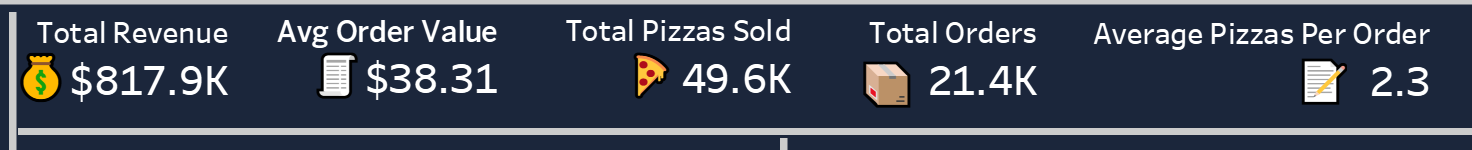 Total Revenue
$817.9K
Avg Order Value
$38.31
Total Pizzas Sold
49.6K
Total Orders
21.4K
Average Pizzas Per Order
2.3